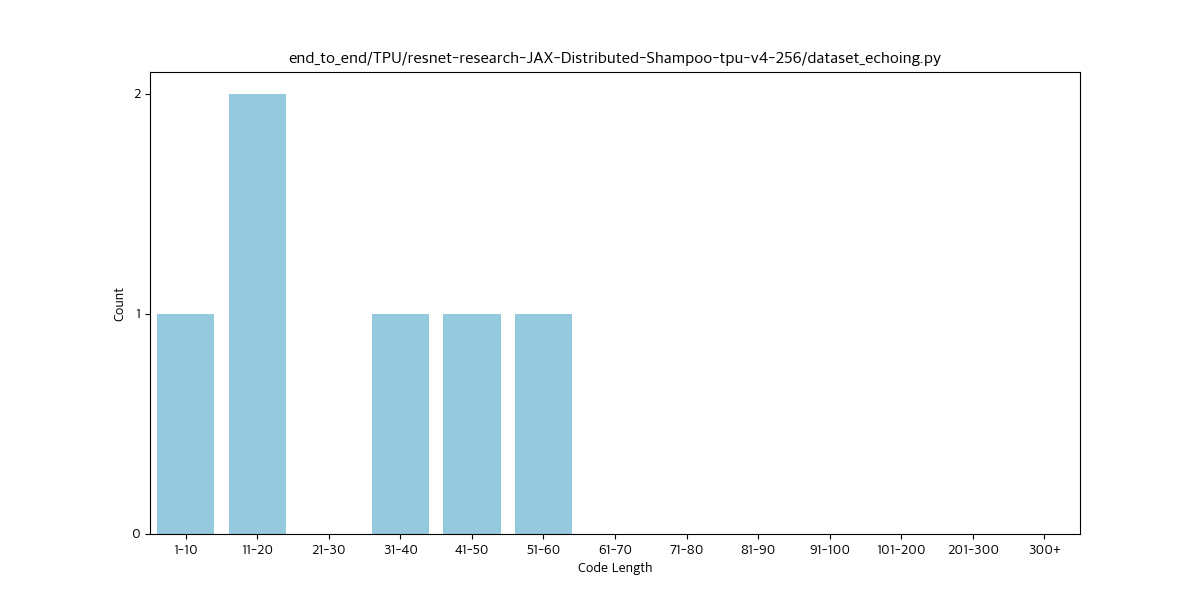 end_to_end/TPU/resnet-research-JAX-Distributed-Shampoo-tpu-v4-256/dataset_echoing.py
2
1
0
Count
1-10 11-20 21-30 31-40 41-50 51-60 61-70 71-80 81-90 91-100 101-200 201-300 300+
Code Length